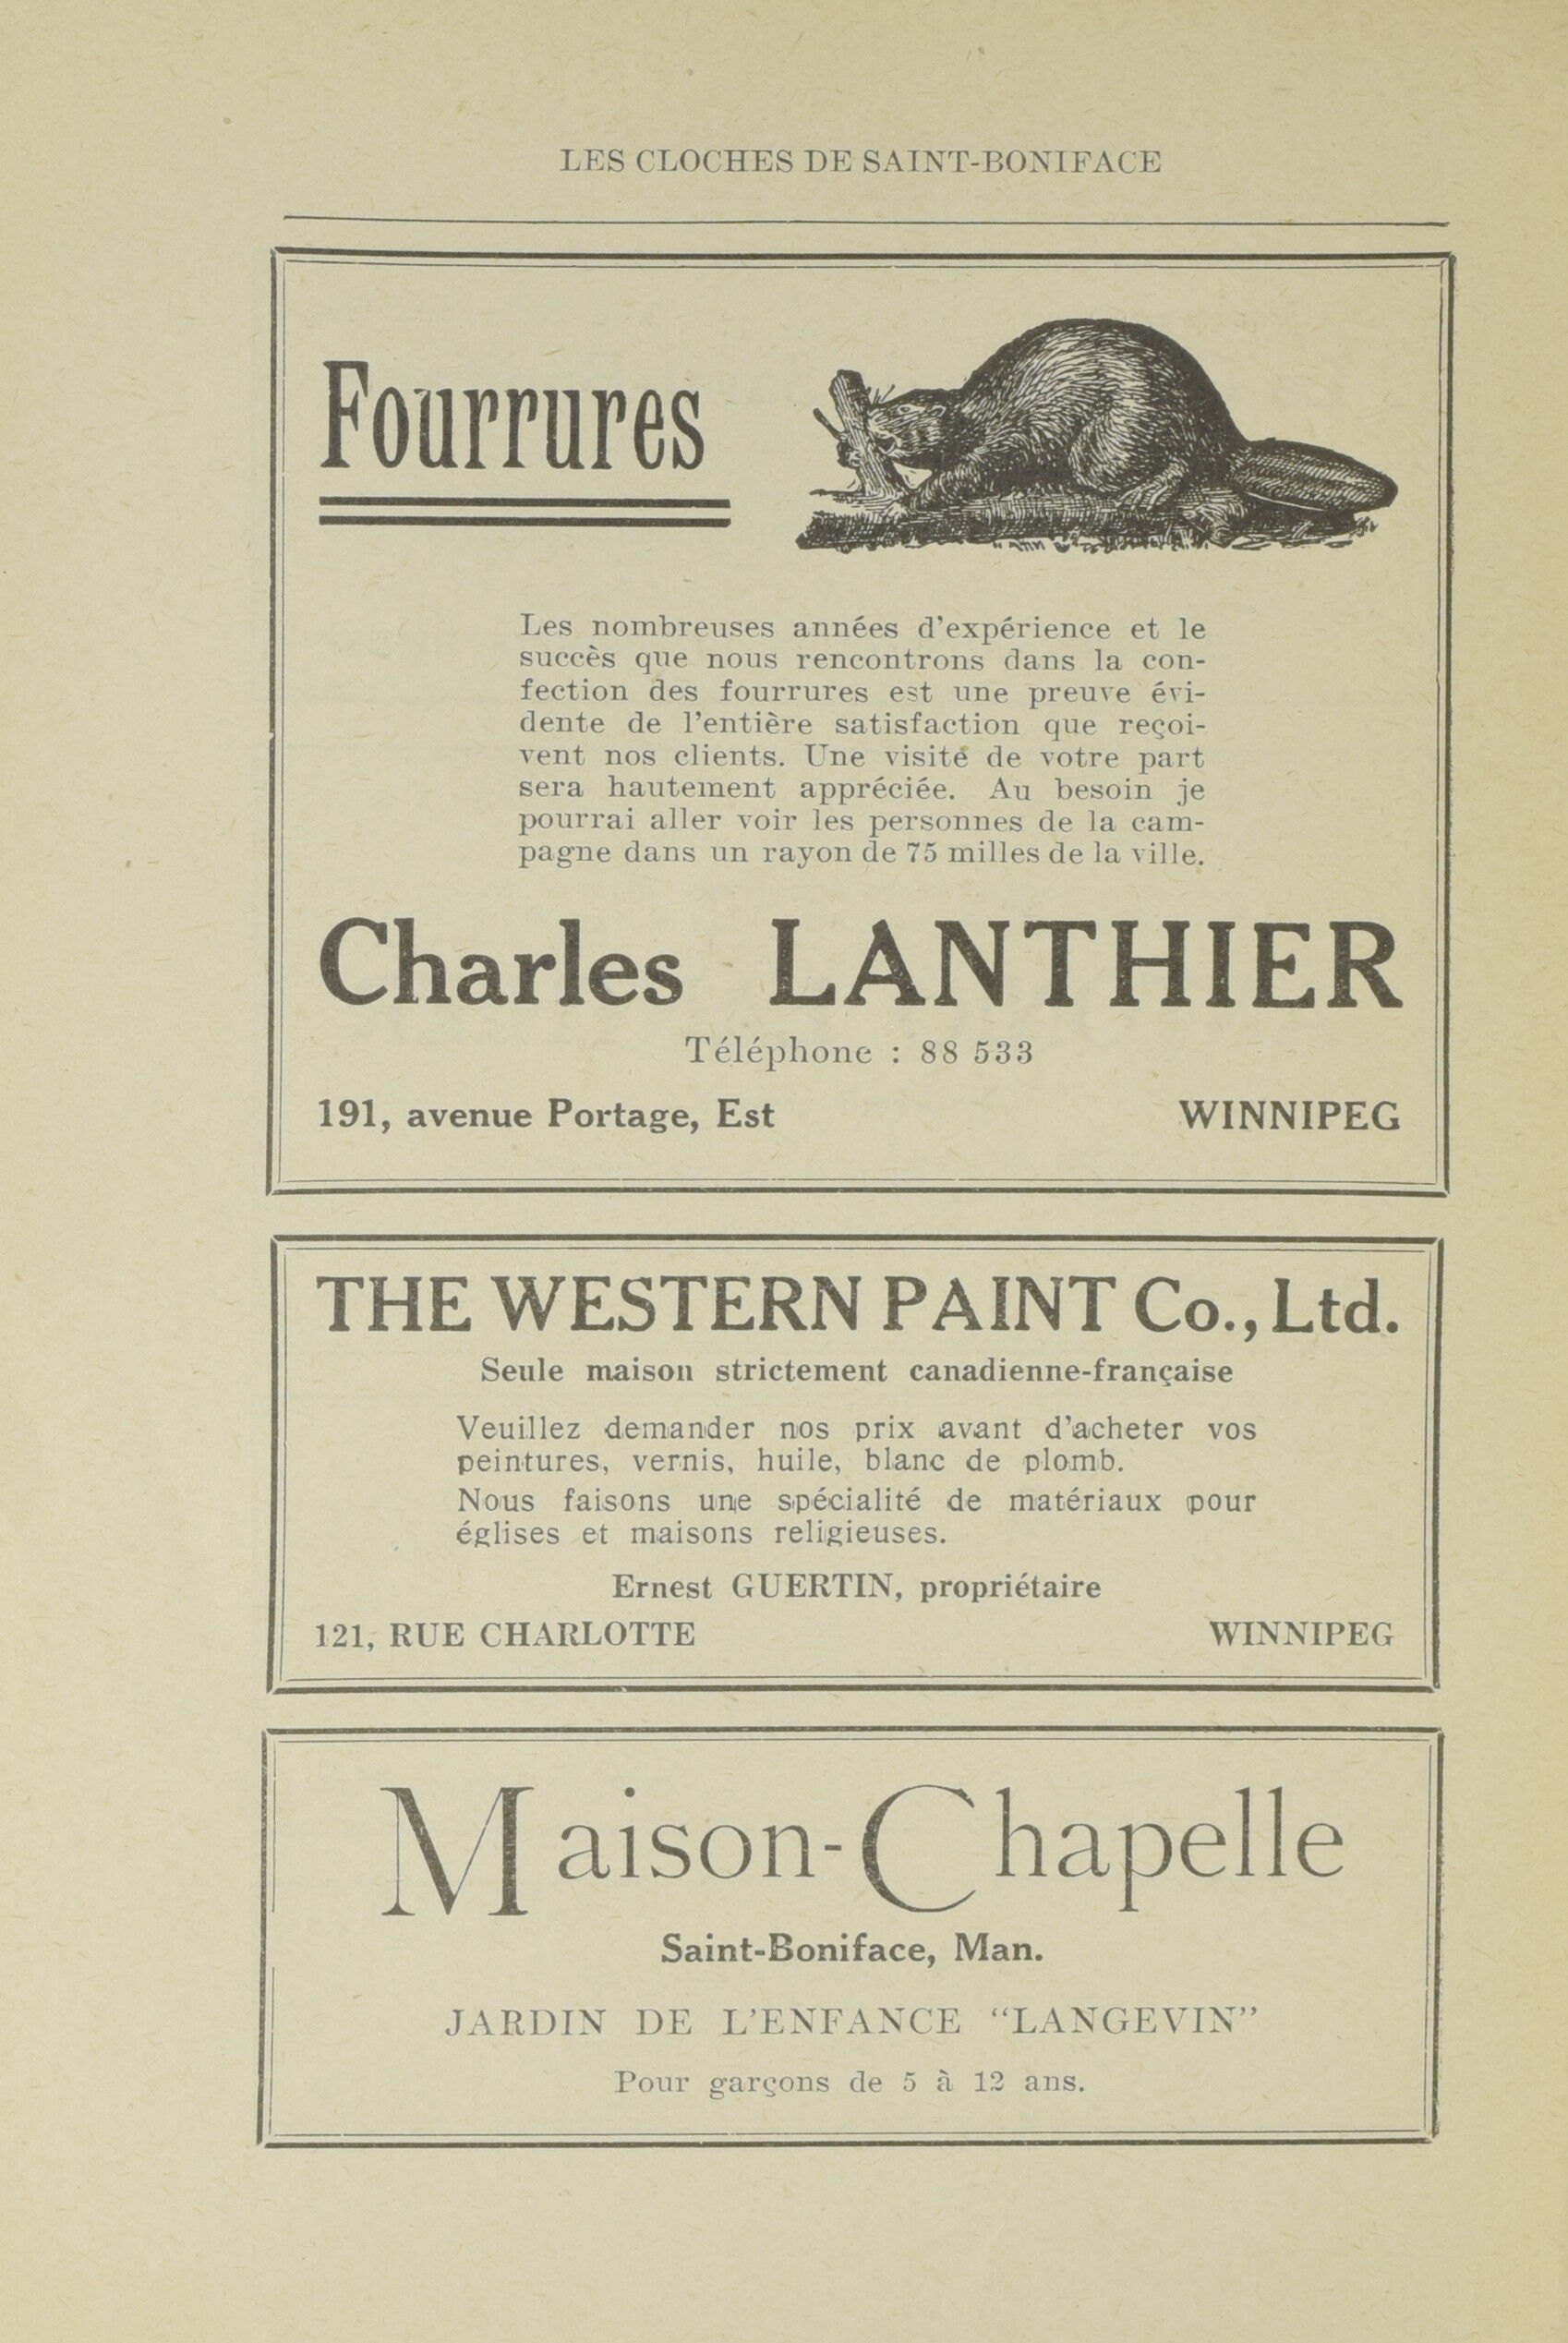 LES CLOCHES DE SAINT-BONIFACE
Fourrures
Les nombreuses années d'expérience et le
succès que nous rencontrons dans la con-
fection des fourrures est une preuve évi-
dente de l'entière satisfaction que reçoi-
vent nos clients. Une visite de votre part
sera hautement appréciée. Au besoin je
pourrai aller voir les personnes de la cam-
pagne dans un rayon de 75 milles de la ville.
Charles LANTHIER
Téléphone : 88 533
191, avenue Portage, Est WINNIPEG
THE WESTERN PAINT Co., Ltd.
Seule maison strictement canadienne-française
Veuillez demander nos prix avant d'acheter vos
peintures, vernis, huile, blanc de plomb.
Nous faisons une spécialité de matériaux pour
églises et maisons religieuses.
Ernest GUERTIN, propriétaire
121, RUE CHARLOTTE WINNIPEG
Maison-Chapelle
Saint-Boniface, Man.
JARDIN DE L'ENFANCE "LANGEVIN"
Pour garçons de 5 à 12 ans.